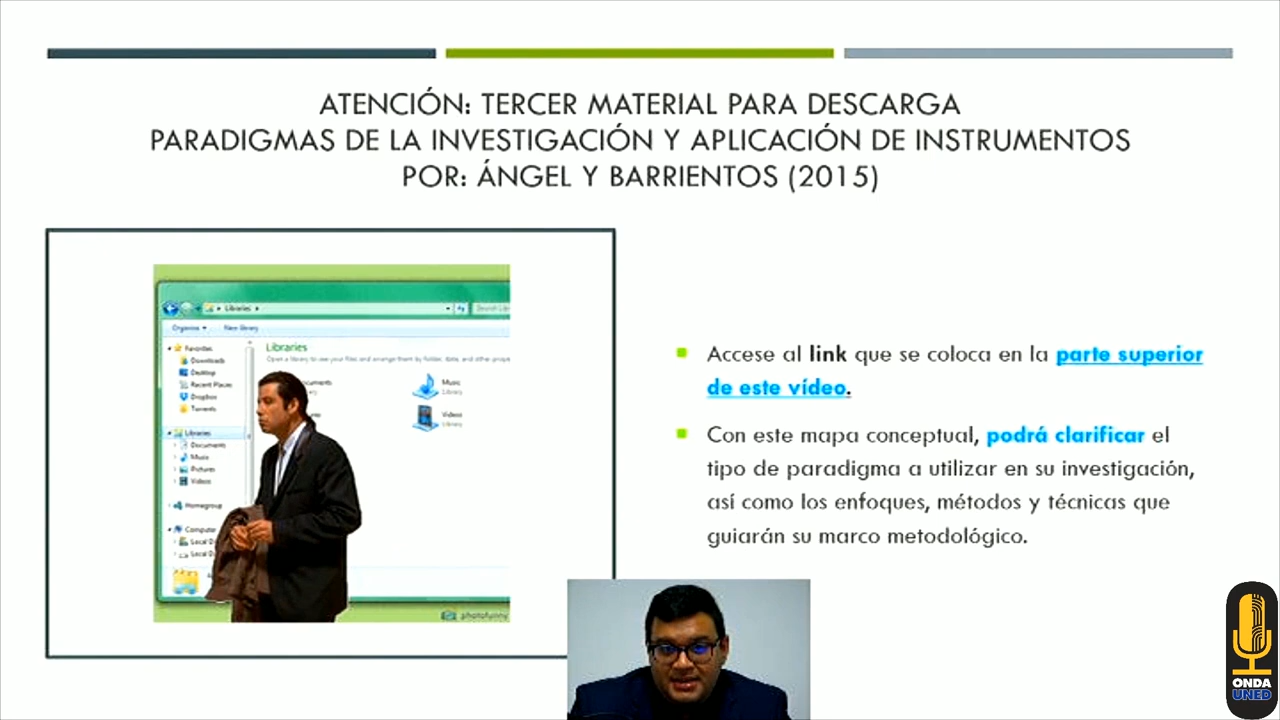 ATENCIÓN: TERCER MATERIAL PARA DESCARGA
PARADIGMAS DE LA INVESTIGACIÓN Y APLICACIÓN DE INSTRUMENTOS
POR: ÁNGEL Y BARRIENTOS (2015)
Libraries
Organize
New library
Favorites
Downloads
Desktop
Recent Places
Dropbox
Torrents
Libraries
Documents
Music
Pictures
Videos
Homegroup
Computer
Libraries
Open a library to see your files and arrange them by folder, date, and other
Music
Library
Videos
Library
photofunny
Accese al link que se coloca en la parte superior
de este vídeo.
Con este mapa conceptual, podrá clarificar el
tipo de paradigma a utilizar en su investigación,
así como los enfoques, métodos y técnicas que
guiarán su marco metodológico.
ONDA
UNED